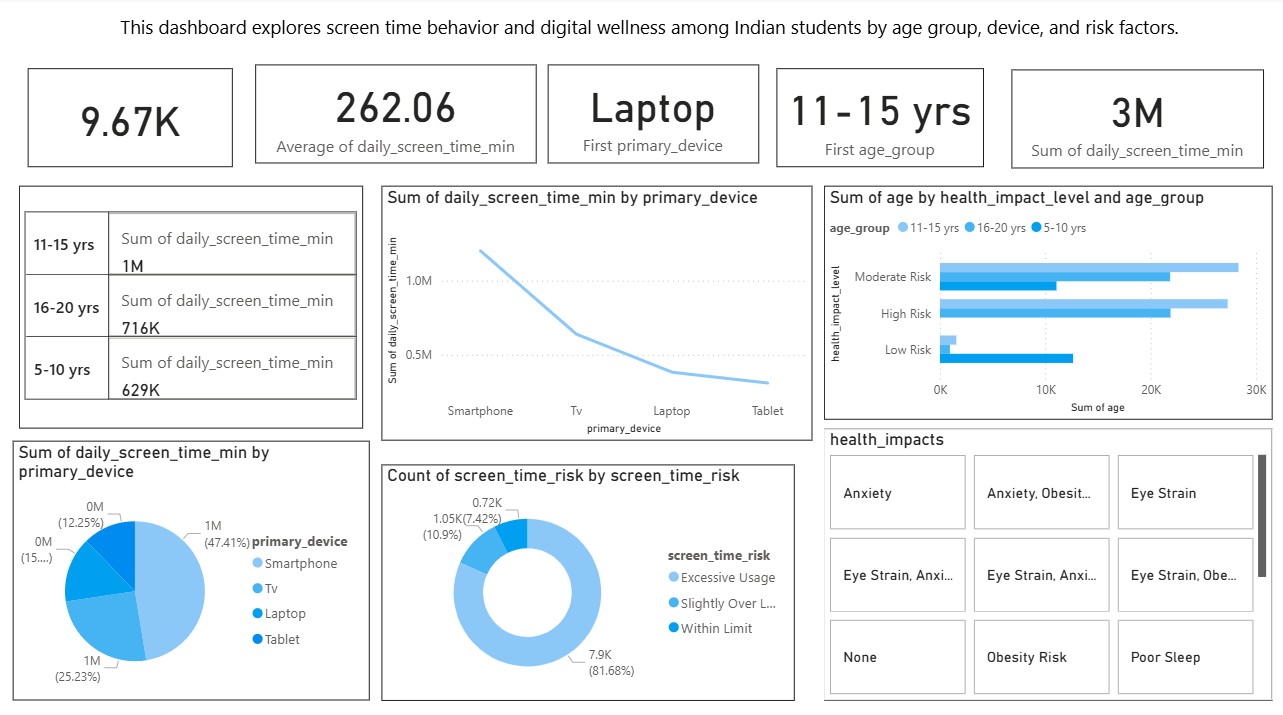 This dashboard explores screen time behavior and digital wellness among Indian students by age group, device, and risk factors.
9.67K
262.06
Average of daily_screen_time_min
Laptop
First primary_device
11-15 yrs
First age_group
3M
Sum of daily_screen_time_min
11-15 yrs
Sum of daily_screen_time_min
1M
16-20 yrs
Sum of daily_screen_time_min
716K
5-10 yrs
Sum of daily_screen_time_min
629K
Sum of daily_screen_time_min by primary_device
Sum of daily_screen_time_min
1.0M
0.5M
Smartphone
Tv
Laptop
Tablet
primary_device
Sum of age by health_impact_level and age_group
age_group
11-15 yrs
16-20 yrs
5-10 yrs
health_impact_level
Moderate Risk
High Risk
Low Risk
0K
10K
20K
30K
Sum of age
Sum of daily_screen_time_min by
primary_device
0M
(12.25%)
0M
(15....)
1M
(47.41%)
1M
(25.23%)
primary_device
Smartphone
Tv
Laptop
Tablet
Count of screen_time_risk by screen_time_risk
0.72K
(7.42%)
1.05K
(10.9%)
7.9K
(81.68%)
screen_time_risk
Excessive Usage
Slightly Over L...
Within Limit
health_impacts
Anxiety
Anxiety, Obesit...
Eye Strain
Eye Strain, Anxi...
Eye Strain, Anxi...
Eye Strain, Obe...
None
Obesity Risk
Poor Sleep